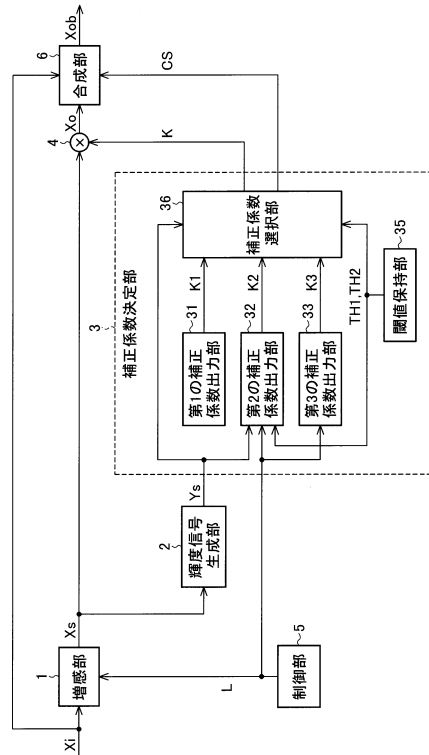 Xi
1
増感部
Xs
L
制御部
5
2
輝度信号
生成部
Ys
3
補正係数決定部
31
第1の補正
係数出力部
K1
32
第2の補正
係数出力部
K2
33
第3の補正
係数出力部
K3
36
補正係数
選択部
TH1,TH2
35
閾値保持部
K
CS
4
×
Xo
6
合成部
Xob